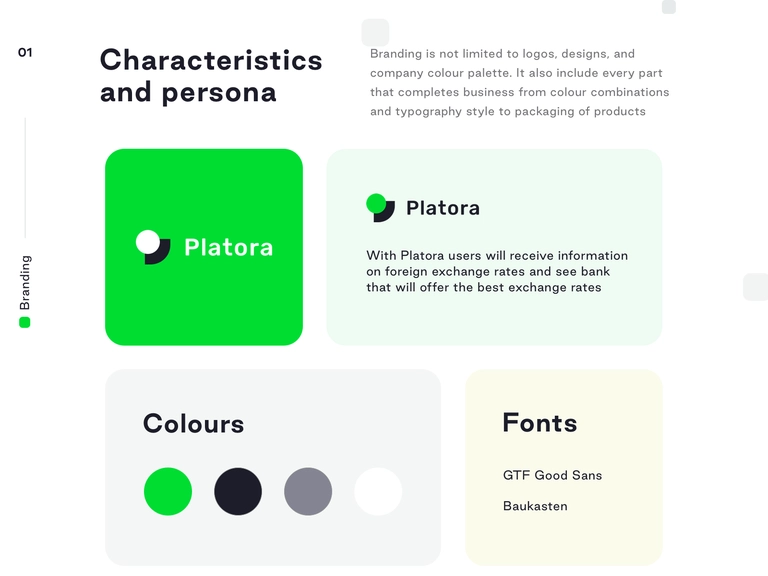 01
Characteristics
and persona
Branding is not limited to logos, designs, and
company colour palette. It also include every part
that completes business from colour combinations
and typography style to packaging of products
Branding
Platora
Platora
With Platora users will receive information
on foreign exchange rates and see bank
that will offer the best exchange rates
Colours
Fonts
GTF Good Sans
Baukasten